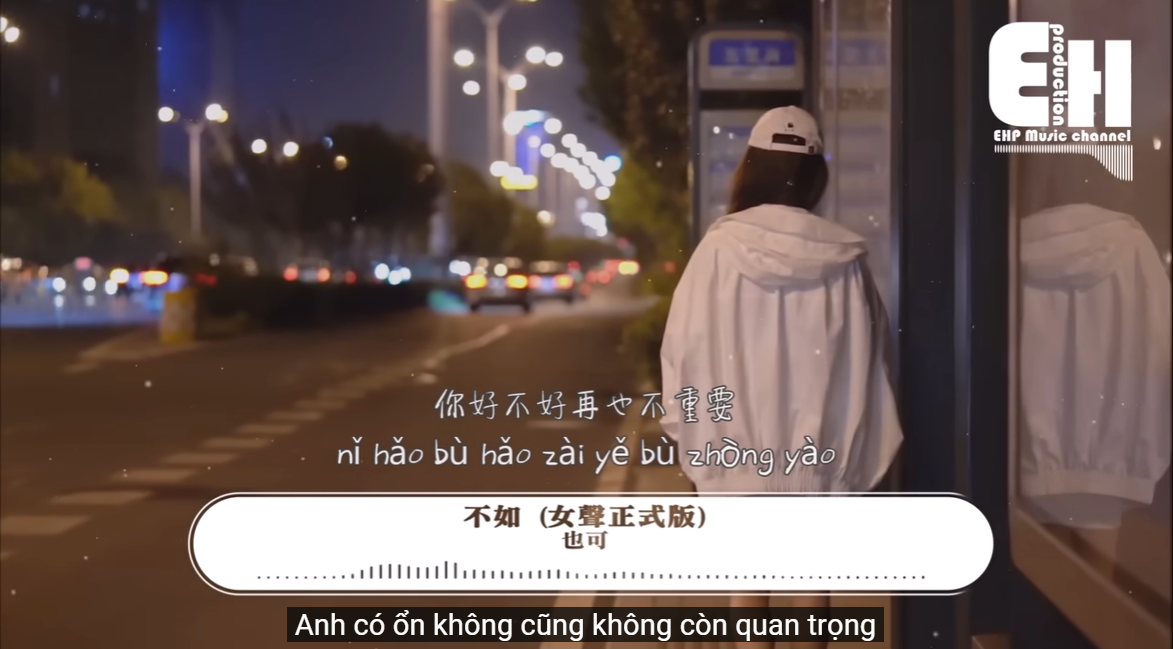 EH
production
EHP Music channel
你好不好再也不重要
nǐ hǎo bù hǎo zài yě bù zhòng yào
不如 (女聲正式版)
也可
Anh có ổn không cũng không còn quan trọng